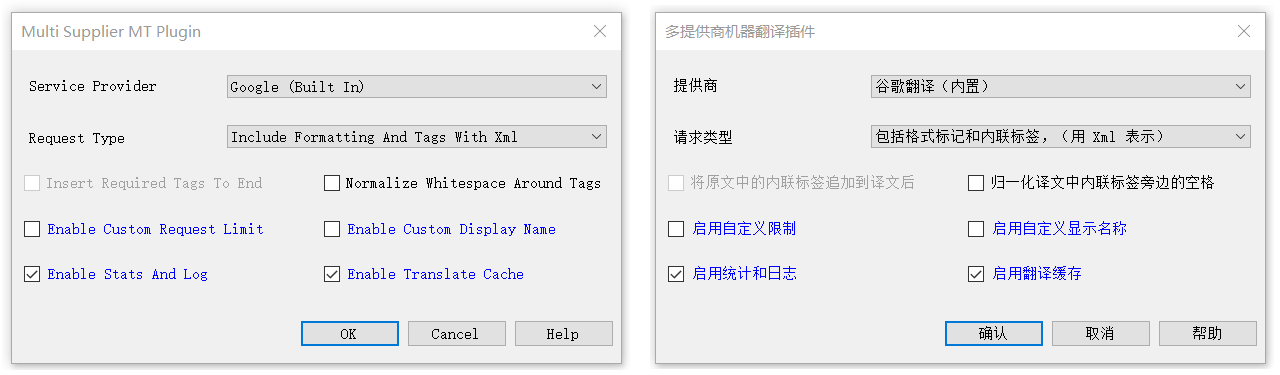 Multi Supplier MT Plugin
Service Provider
Google (Built In)
Request Type
Include Formatting And Tags With Xml
Insert Required Tags To End
Normalize Whitespace Around Tags
Enable Custom Request Limit
Enable Custom Display Name
Enable Stats And Log
Enable Translate Cache
OK
Cancel
Help
多提供商机器翻译插件
提供商
谷歌翻译（内置）
请求类型
包括格式标记和内联标签，（用 Xml 表示）
将原文中的内联标签追加到译文后
归一化译文中内联标签旁边的空格
启用自定义限制
启用自定义显示名称
启用统计和日志
启用翻译缓存
确认
取消
帮助